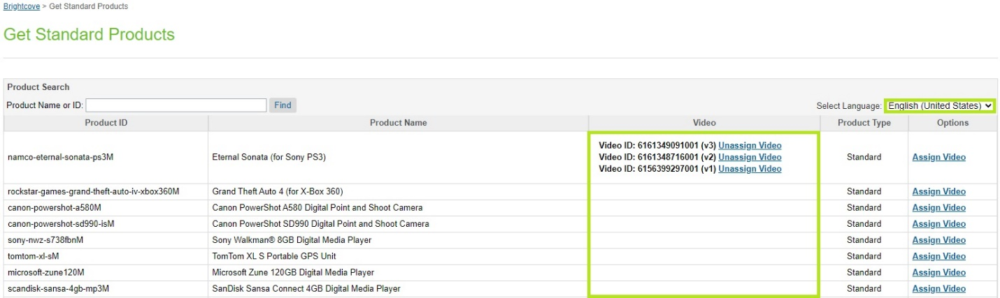 Brightcove > Get Standard Products
Get Standard Products
Product Search
Product Name or ID: Find Select Language: English (United States)
Product ID Product Name Video Product Type Options
Video ID: 6161349091001 (v3) Unassign Video
namco-eternal-sonata-ps3M Eternal Sonata (for Sony PS3) Video ID: 6161348716001 (v2) Unassign Video Standard Assign Video
Video ID: 6156399297001 (v1) Unassign Video
rockstar-games-grand-theft-auto-iv-xbox360M Grand Theft Auto 4 (for X-Box 360) Standard Assign Video
canon-powershot-a580M Canon PowerShot A580 Digital Point and Shoot Camera Standard Assign Video
canon-powershot-sd990-isM Canon PowerShot SD990 Digital Point and Shoot Camera Standard Assign Video
sony-nwz-s738fbnM Sony Walkman® 8GB Digital Media Player Standard Assign Video
tomtom-xl-sM TomTom XL S Portable GPS Unit Standard Assign Video
microsoft-zune120M Microsoft Zune 120GB Digital Media Player Standard Assign Video
scandisk-sansa-4gb-mp3M SanDisk Sansa Connect 4GB Digital Media Player Standard Assign Video